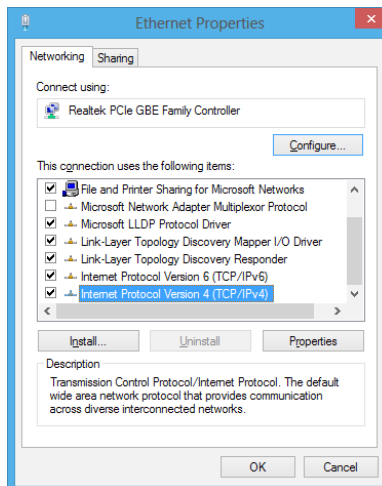 Ethernet Properties
Networking
Sharing
Connect using:
Realtek PCIe GBE Family Controller
Configure...
This connection uses the following items:
File and Printer Sharing for Microsoft Networks
Microsoft Network Adapter Multiplexor Protocol
Microsoft LLDP Protocol Driver
Link-Layer Topology Discovery Mapper I/O Driver
Link-Layer Topology Discovery Responder
Internet Protocol Version 6 (TCP/IPv6)
Internet Protocol Version 4 (TCP/IPv4)
Install...
Uninstall
Properties
Description
Transmission Control Protocol/Internet Protocol. The default
wide area network protocol that provides communication
across diverse interconnected networks.
OK
Cancel